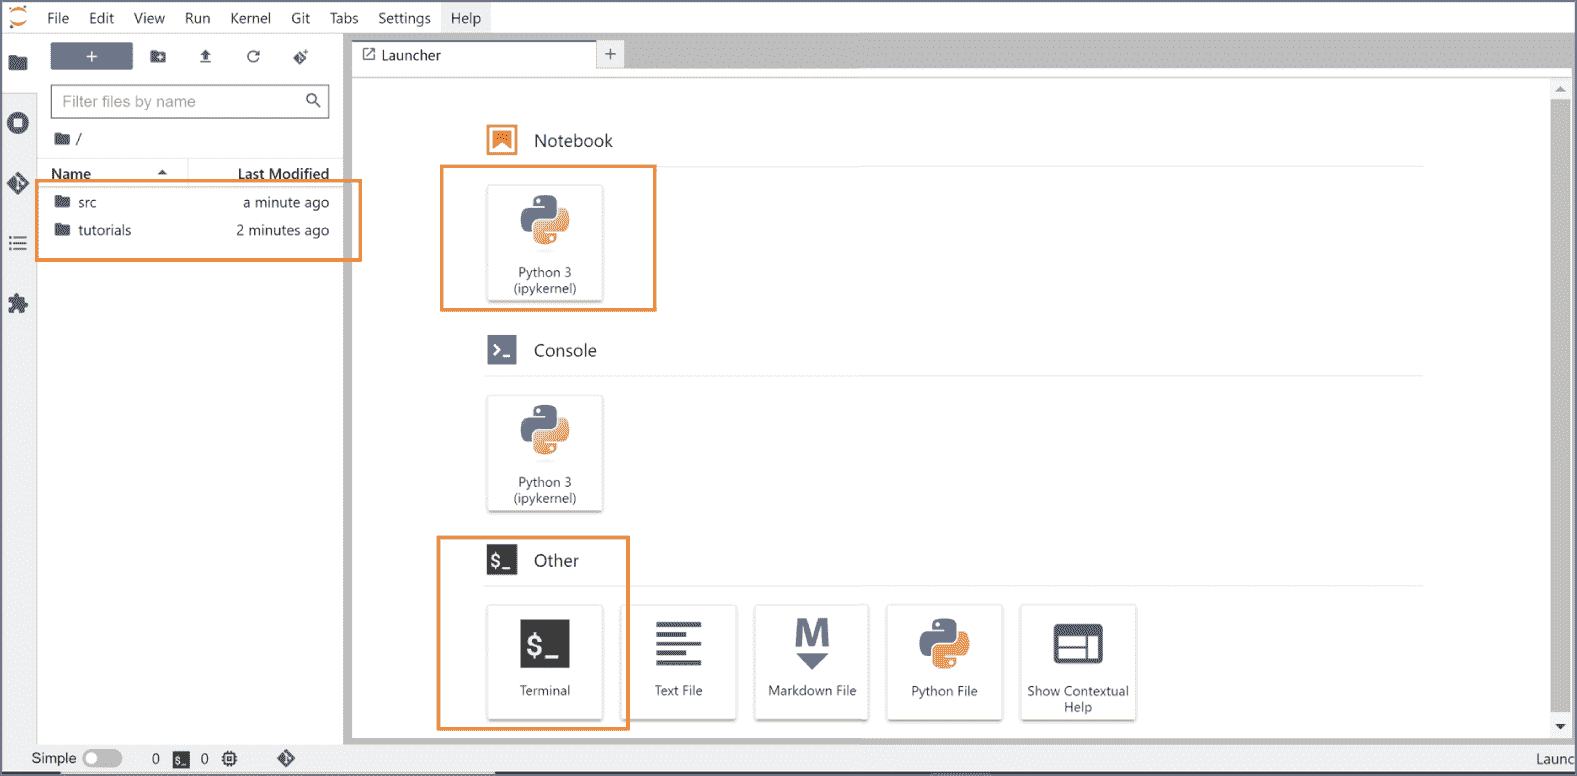 File Edit View Run Kernel Git Tabs Settings Help
+
Launcher
+
Filter files by name
/
Name Last Modified
src a minute ago
tutorials 2 minutes ago
Notebook
Python 3
(ipykernel)
>_ Console
Python 3
(ipykernel)
$_ Other
$_
Terminal
Text File
M
Markdown File
Python File
Show Contextual
Help
Simple 0 $_ 0
Launc